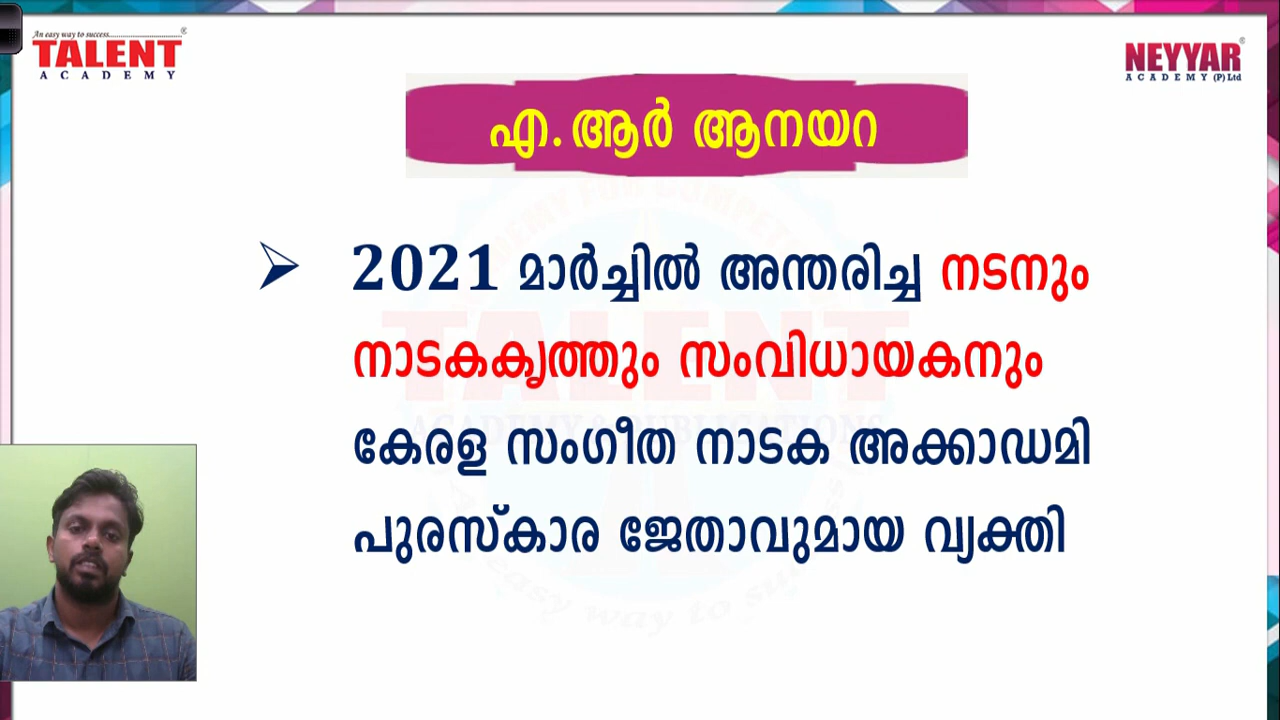 An easy way to success
TALENT
ACADEMY
NEYYAR
ACADEMY (P) Ltd
എ.ആർ ആനയറ
2021 മാർച്ചിൽ അന്തരിച്ച നടനും
നാടകകൃത്തും സംവിധായകനും
കേരള സംഗീത നാടക അക്കാഡമി
പുരസ്കാര ജേതാവുമായ വ്യക്തി